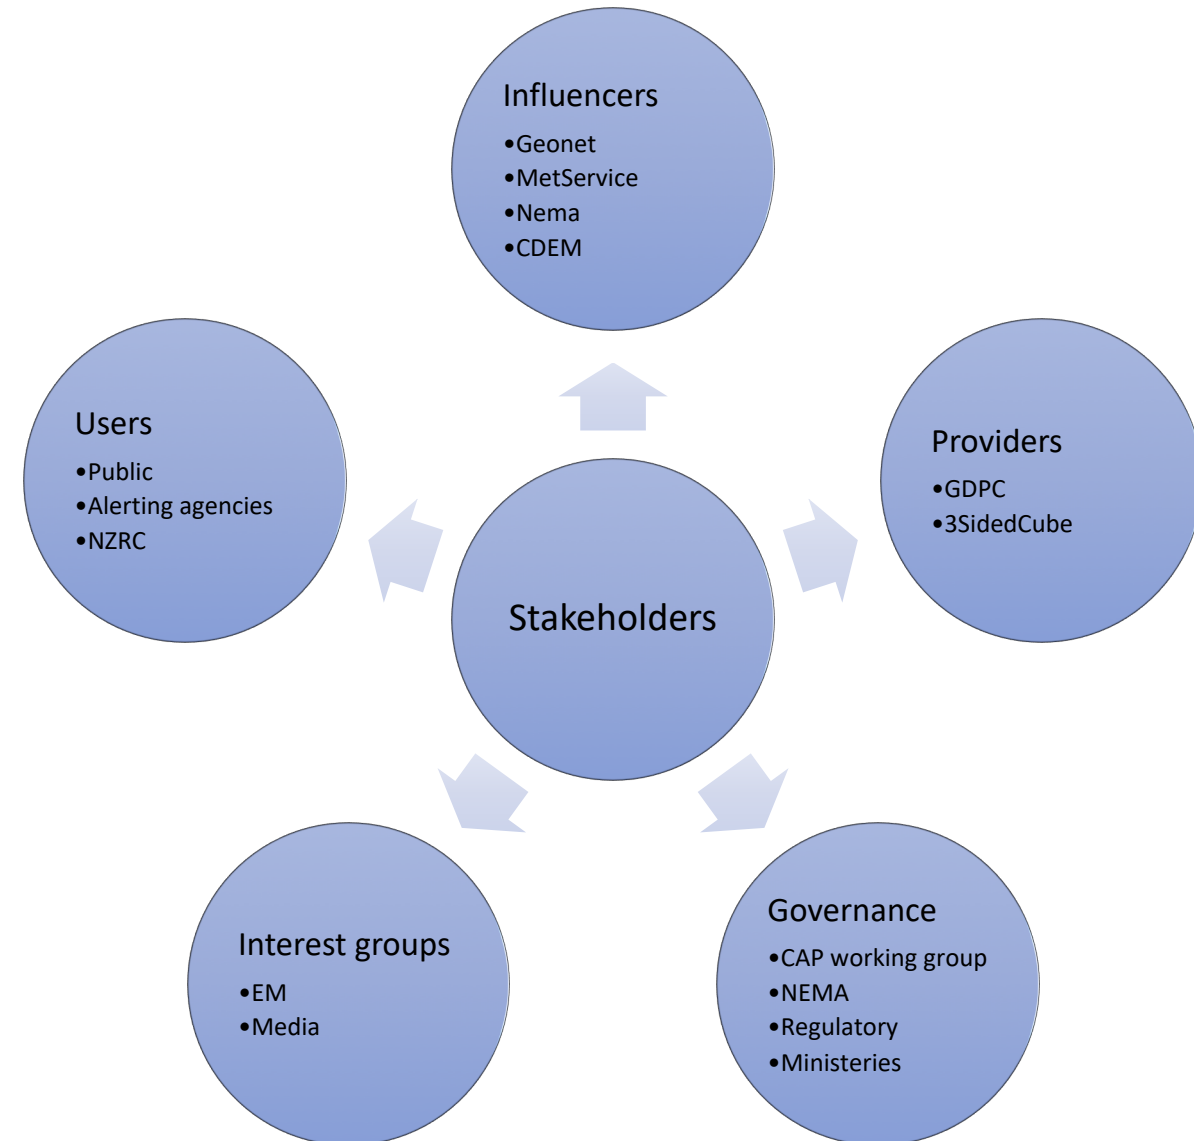 Influencers
•Geonet
•MetService
•Nema
•CDEM
Users
•Public
•Alerting agencies
•NZRC
Providers
•GDPC
•3SidedCube
Stakeholders
Interest groups
•EM
•Media
Governance
•CAP working group
•NEMA
•Regulatory
•Ministeries